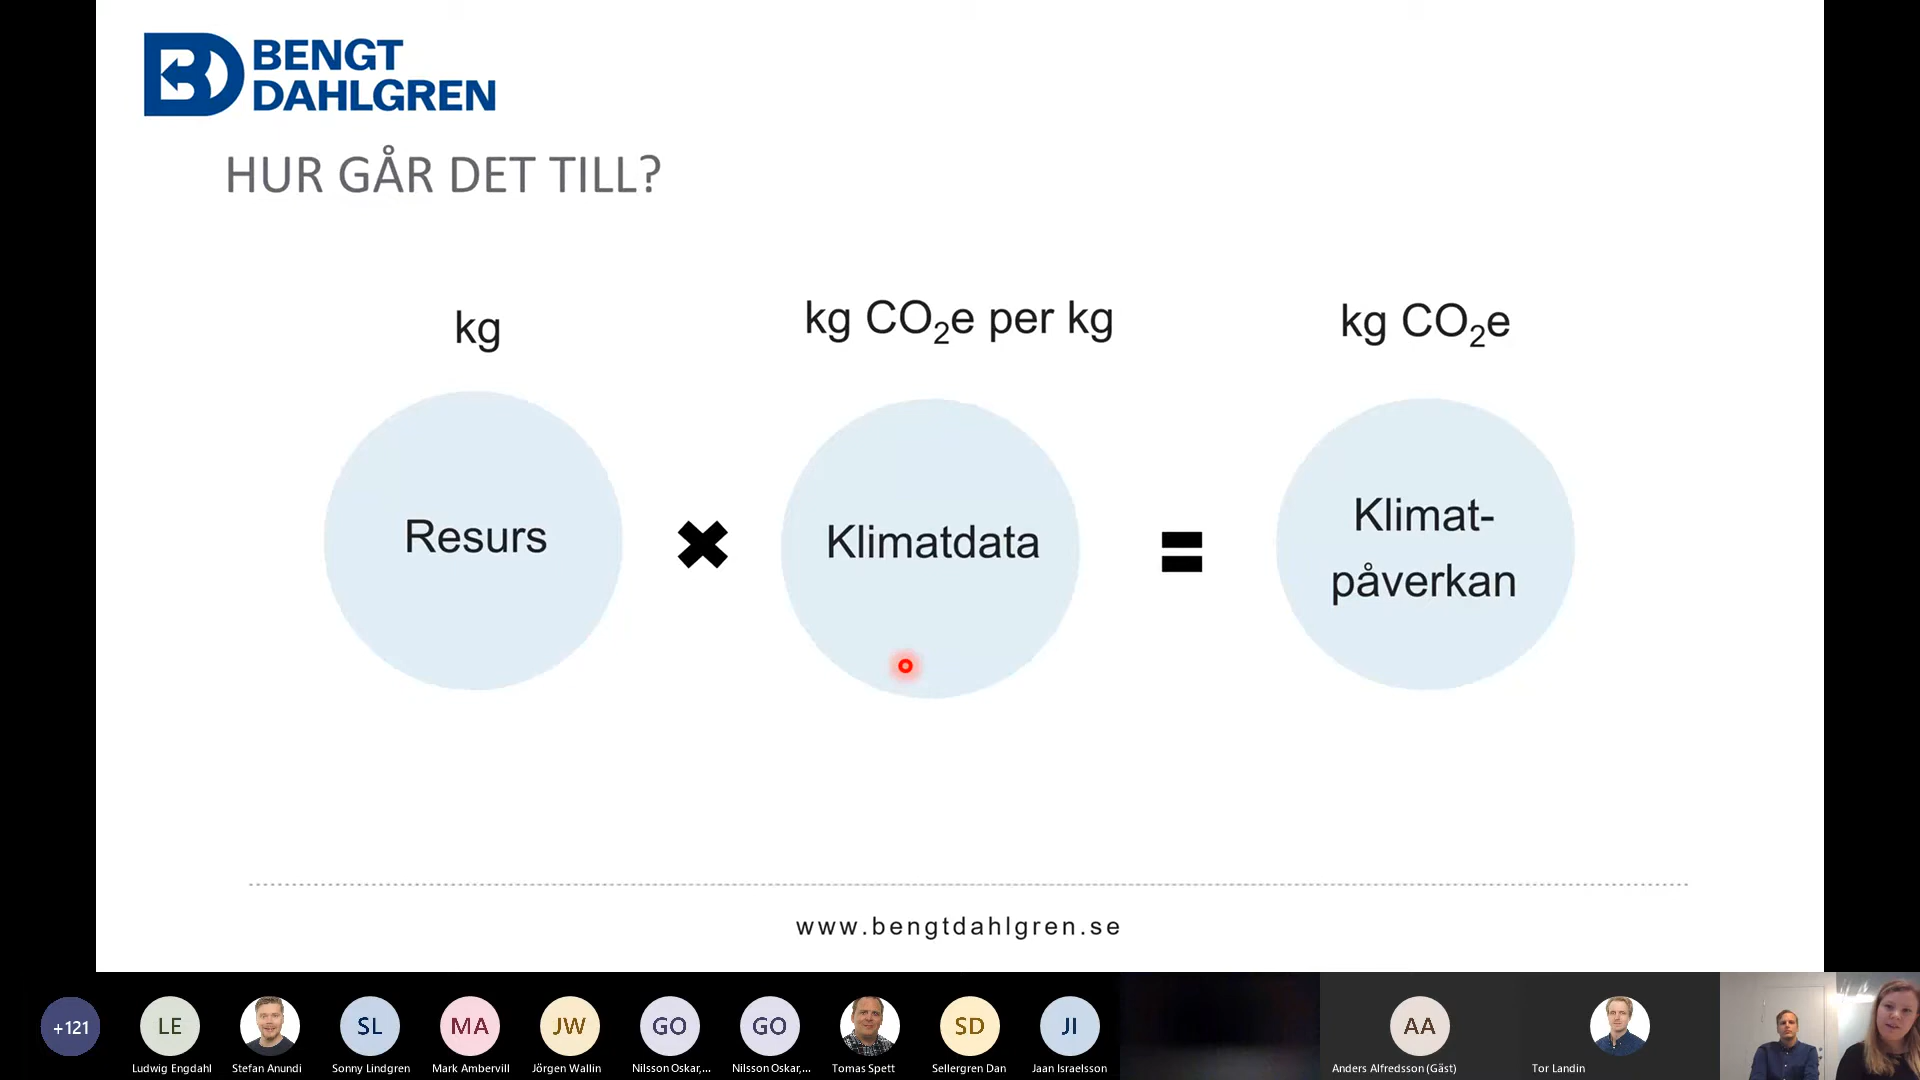 BENGT
DAHLGREN
HUR GÅR DET TILL?
kg
kg CO₂e per kg
kg CO₂e
Resurs
Klimatdata
Klimat-
påverkan
www.bengtdahlgren.se
+121
LE
SL
MA
JW
GO
GO
SD
JI
AA
Ludwig Engdahl
Stefan Anundi
Sonny Lindgren
Mark Ambervill
Jörgen Wallin
Nilsson Oskar,...
Nilsson Oskar,...
Tomas Spett
Sellergren Dan
Jaan Israelsson
Anders Alfredsson (Gäst)
Tor Landin